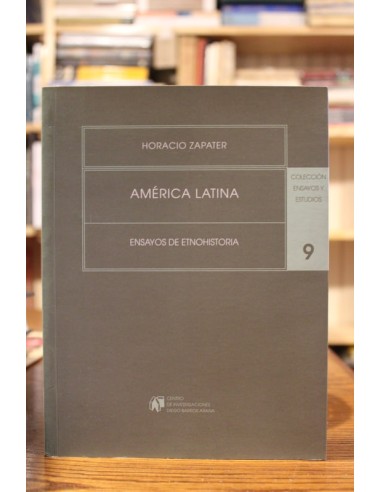 HORACIO ZAPATER
AMÉRICA LATINA
ENSAYOS DE ETNOHISTORIA
COLECCIÓN
ENSAYOS Y
ESTUDIOS
9
CENTRO
DE INVESTIGACIONES